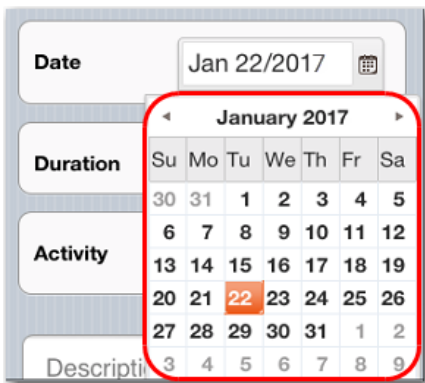 Date
Jan 22/2017
January 2017
Su Mo Tu We Th Fr Sa
30 31 1 2 3 4 5
6 7 8 9 10 11 12
13 14 15 16 17 18 19
20 21 22 23 24 25 26
27 28 29 30 31 1 2
3 4 5 6 7 8 9
Duration
Activity
Descripti